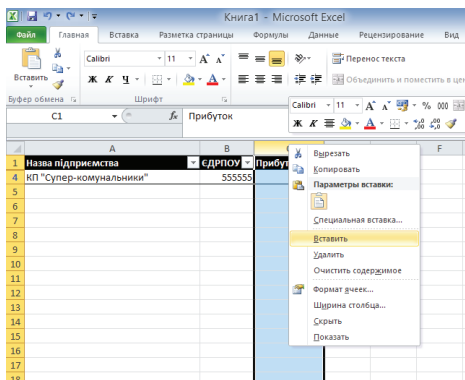 Книга1 - Microsoft Excel
Файл Главная Вставка Разметка страницы Формулы Данные Рецензирование Вид
Вставить
Calibri 11
Ж К Ч
Перенос текста
Объединить и поместить в
Буфер обмена Шрифт
Calibri 11 % 000
Ж К
C1 fx Прибуток
A B F
1 Назва підприємства ЄДРПОУ
4 КП "Супер-комунальники" 555555
5
6
7
8
9
10
11
12
13
14
15
16
17
18
Вырезать
Копировать
Параметры вставки:
Специальная вставка...
Вставить
Удалить
Очистить содержимое
Формат ячеек...
Ширина столбца...
Скрыть
Показать